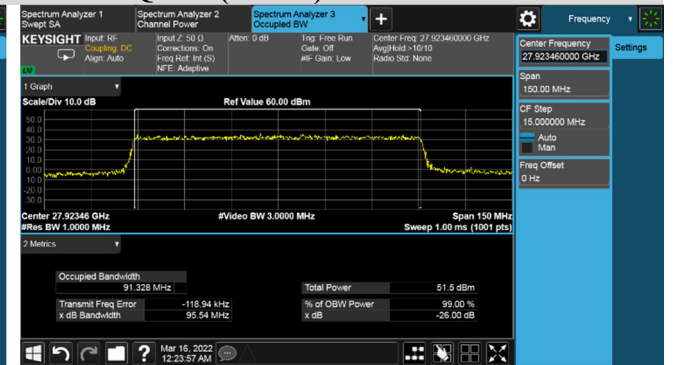 Spectrum Analyzer 1
Swept SA
Spectrum Analyzer 2
Channel Power
Spectrum Analyzer 3
Occupied BW
+
Frequency
KEYSIGHT
Input: RF
Coupling: DC
Align: Auto
Input Z: 50 Ω
Corrections: On
Freq Ref: Int (S)
NFE: Adaptive
Atten: 0 dB
Trig: Free Run
Gate: Off
#IF Gain: Low
Center Freq: 27.923460000 GHz
Avg|Hold:>10/10
Radio Std: None
Center Frequency
27.923460000 GHz
Settings
Span
150.00 MHz
CF Step
15.000000 MHz
Auto
Man
Freq Offset
0 Hz
1 Graph
Scale/Div 10.0 dB
Ref Value 60.00 dBm
50.0
40.0
30.0
20.0
10.0
0.00
-10.0
-20.0
-30.0
Center 27.92346 GHz
#Video BW 3.0000 MHz
Span 150 MHz
#Res BW 1.0000 MHz
Sweep 1.00 ms (1001 pts)
2 Metrics
Occupied Bandwidth
91.328 MHz
Total Power
51.5 dBm
Transmit Freq Error
-118.94 kHz
% of OBW Power
99.00 %
x dB Bandwidth
95.54 MHz
x dB
-26.00 dB
?
Mar 16, 2022
12:23:57 AM